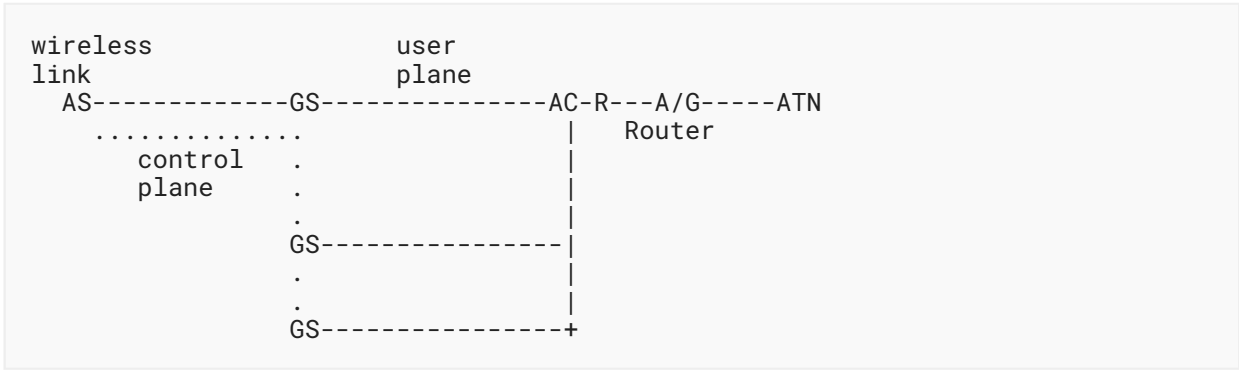 wireless user
link plane
AS-------------GS---------------AC-R---A/G-----ATN
.............. | Router
control . |
plane . |
. |
GS----------------|
. |
. |
GS----------------+